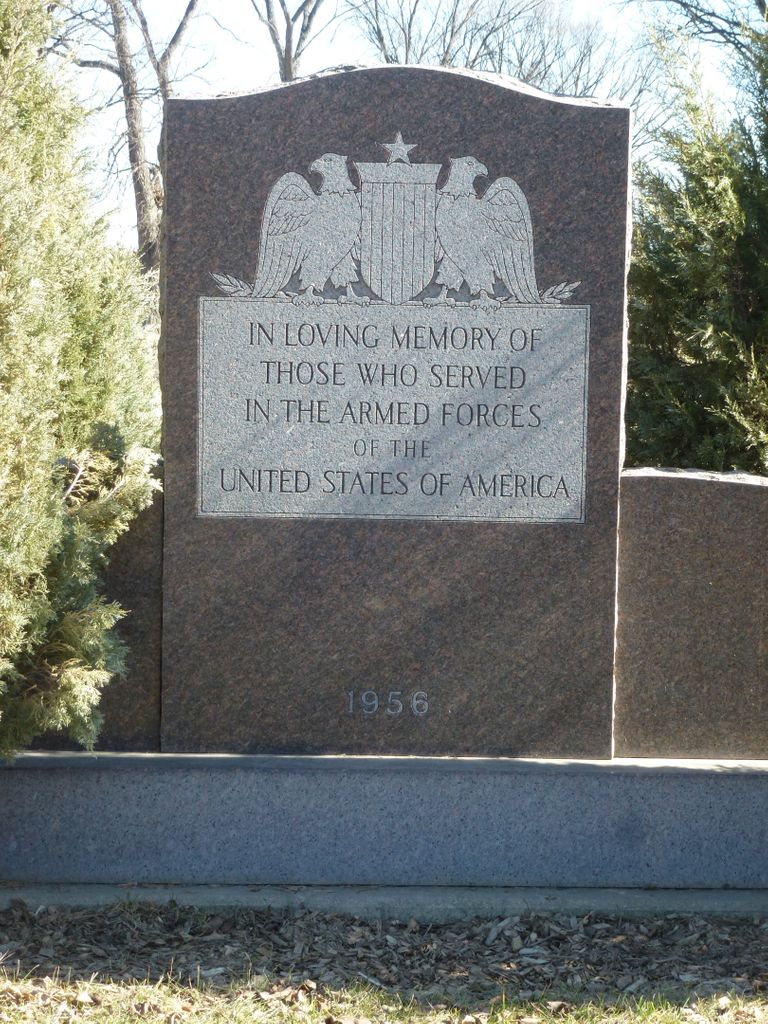 IN LOVING MEMORY OF
THOSE WHO SERVED
IN THE ARMED FORCES
OF THE
UNITED STATES OF AMERICA
1956